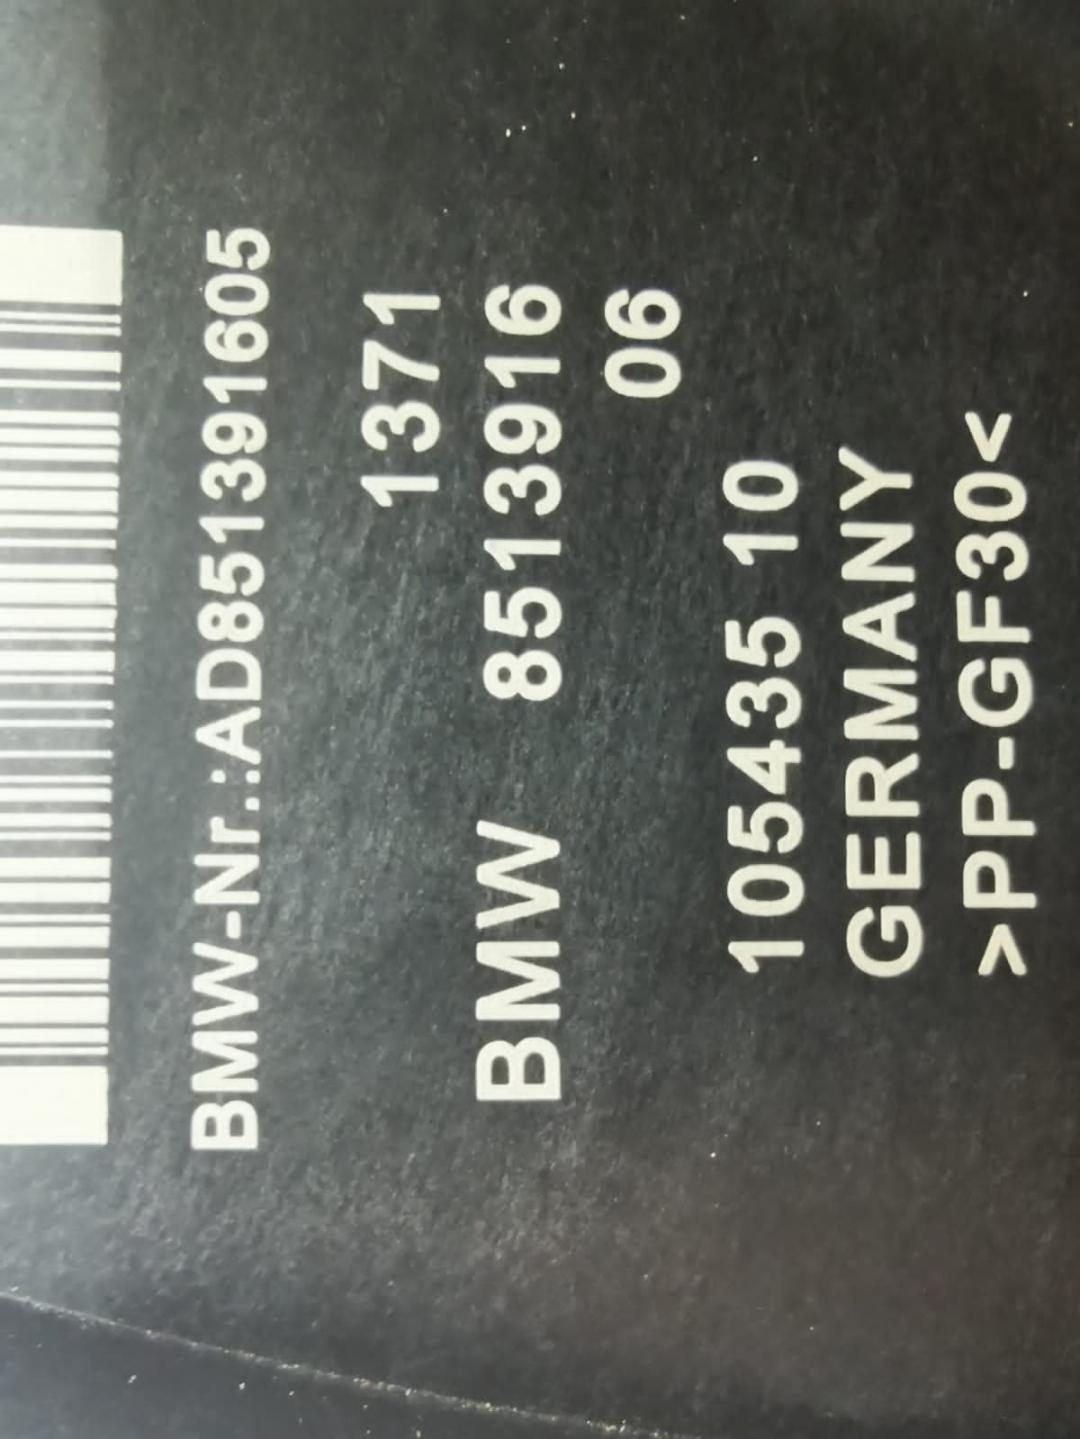 BMW-Nr.:AD851391605
1371
BMW 8513916
06
105435 10
GERMANY
>PP-GF30<